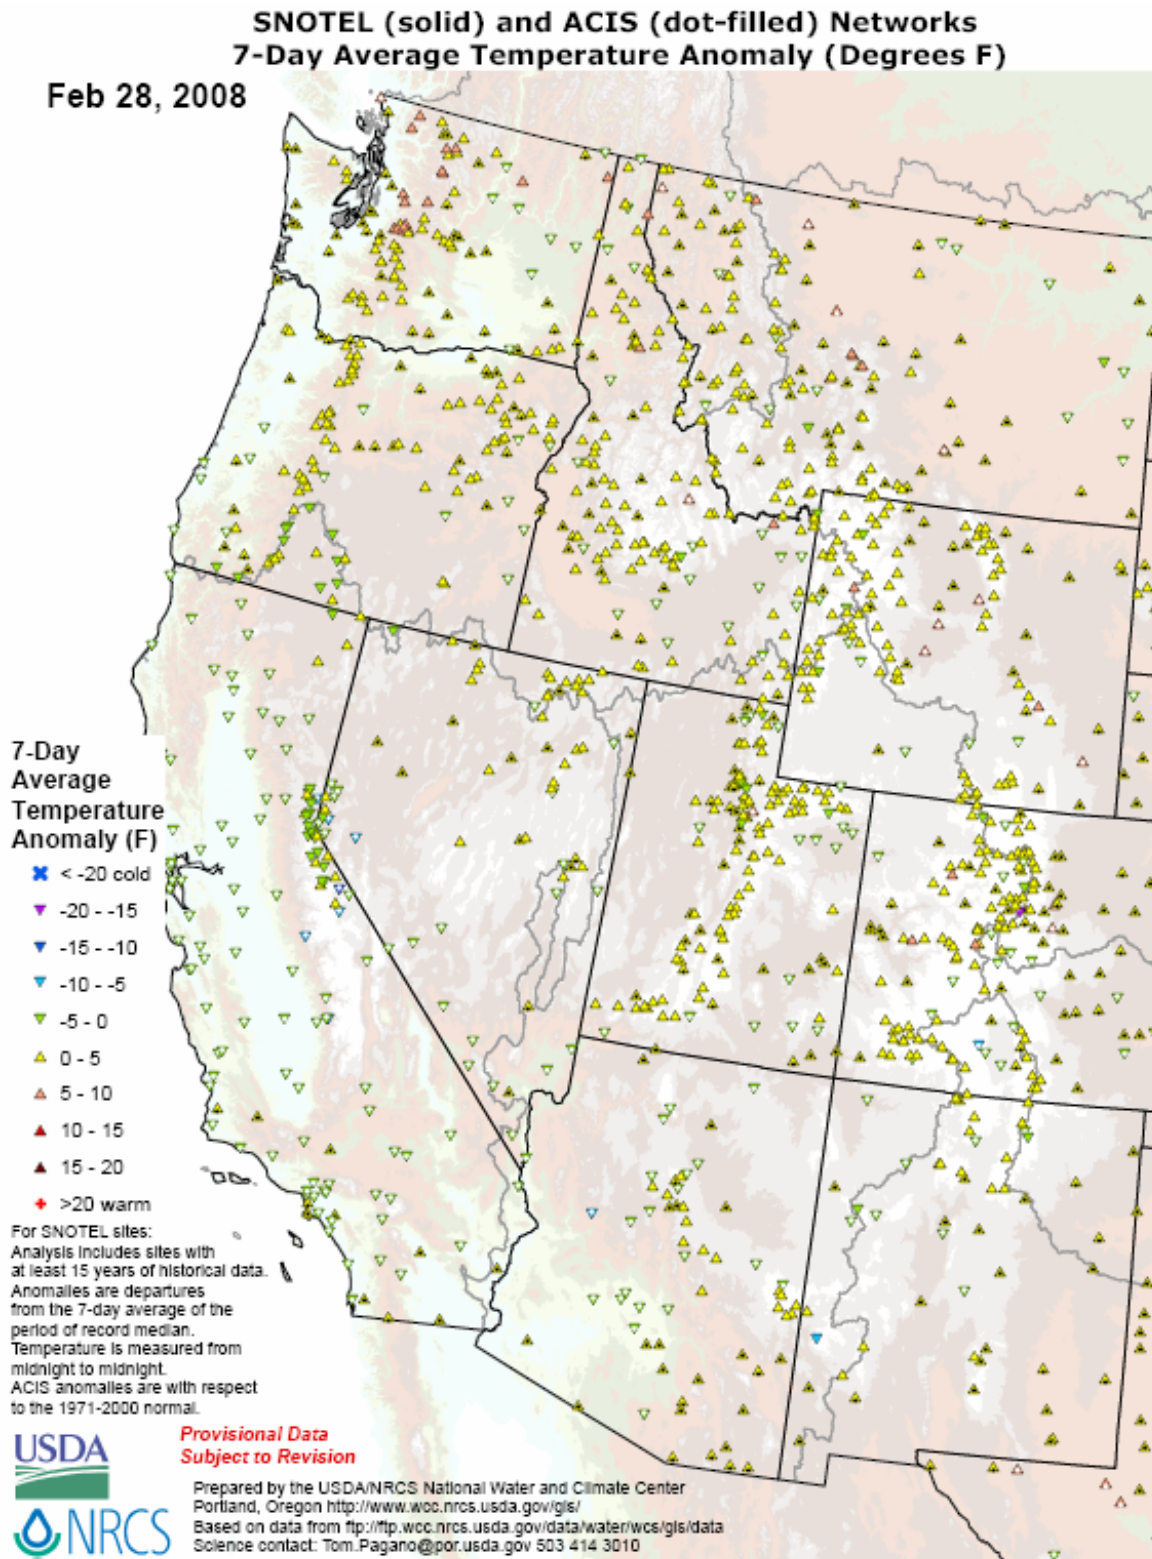 SNOTEL (solid) and ACIS (dot-filled) Networks
7-Day Average Temperature Anomaly (Degrees F)
Feb 28, 2008
7-Day
Average
Temperature
Anomaly (F)
< -20 cold
-20 - -15
-15 - -10
-10 - -5
-5 - 0
0 - 5
5 - 10
10 - 15
15 - 20
>20 warm
For SNOTEL sites:
Analysis includes sites with
at least 15 years of historical data.
Anomalies are departures
from the 7-day average of the
period of record median.
Temperature is measured from
midnight to midnight.
ACIS anomalies are with respect
to the 1971-2000 normal.
USDA
NRCS
Provisional Data
Subject to Revision
Prepared by the USDA/NRCS National Water and Climate Center
Portland, Oregon http://www.wcc.nrcs.usda.gov/gis/
Based on data from ftp://ftp.wcc.nrcs.usda.gov/data/water/wcs/gis/data
Science contact: Tom.Pagano@por.usda.gov 503 414 3010